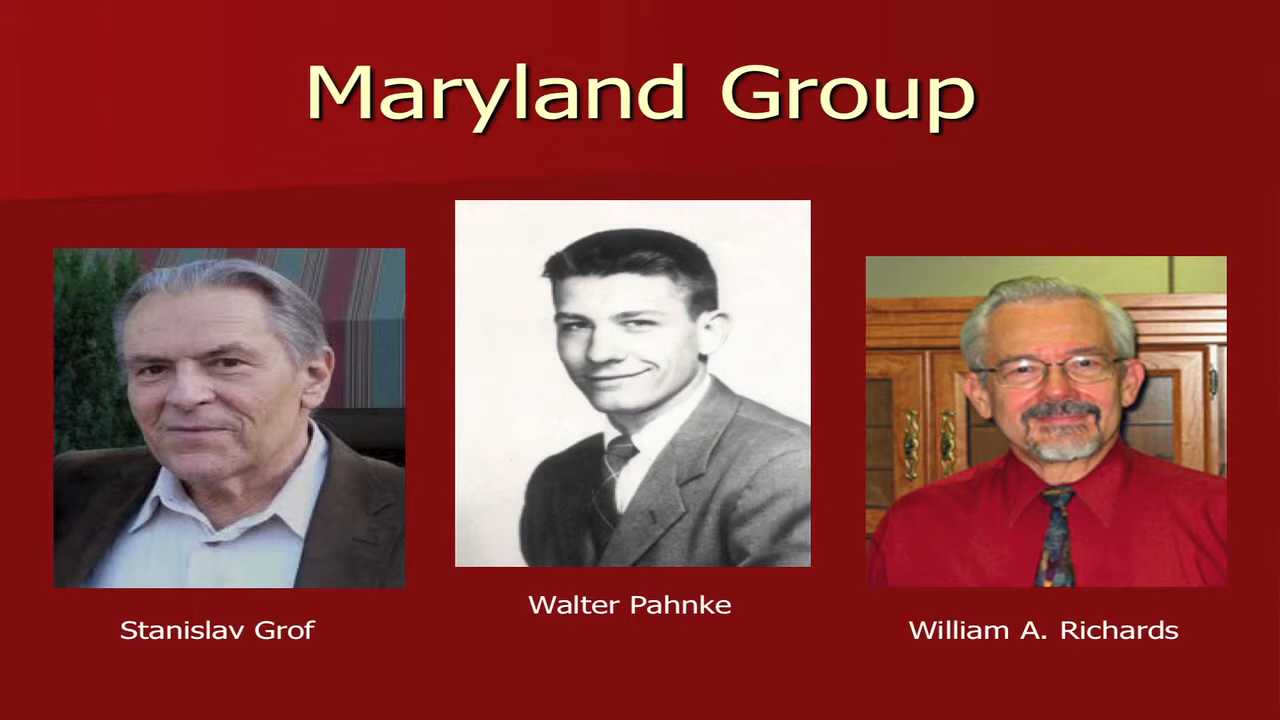 Maryland Group
Stanislav Grof
Walter Pahnke
William A. Richards